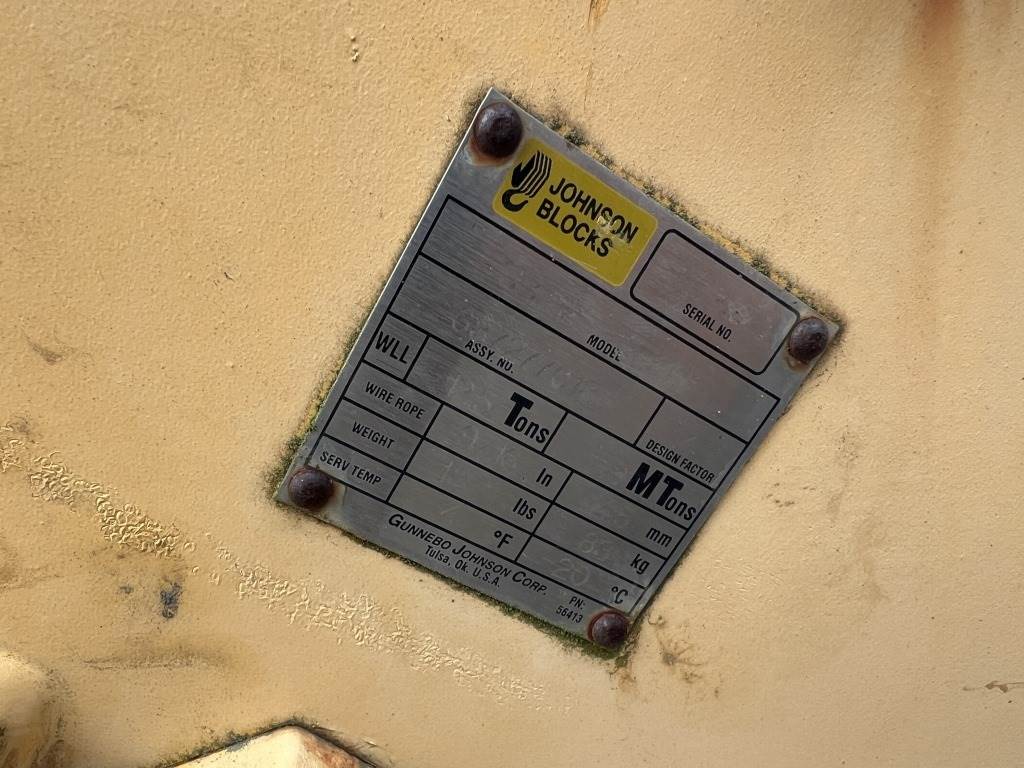 JOHNSON
BLOCKS
SERIAL NO.
MODEL
ASSY. NO.
DESIGN FACTOR
WLL
Tons
MTons
WIRE ROPE
In
mm
WEIGHT
lbs
kg
SERV TEMP
°F
°C
GUNNEBO JOHNSON CORP.
Tulsa, Ok. U.S.A.
PN:
56413